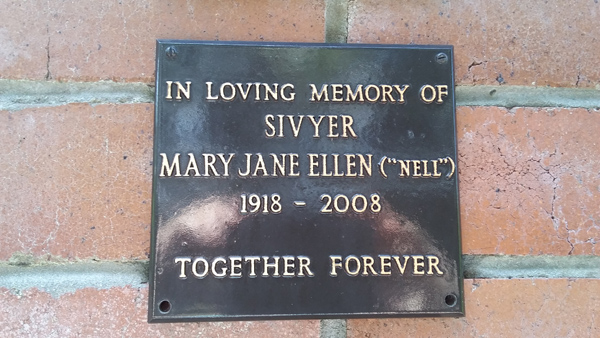 IN LOVING MEMORY OF
SIVYER
MARY JANE ELLEN ("NELL")
1918 - 2008
TOGETHER FOREVER